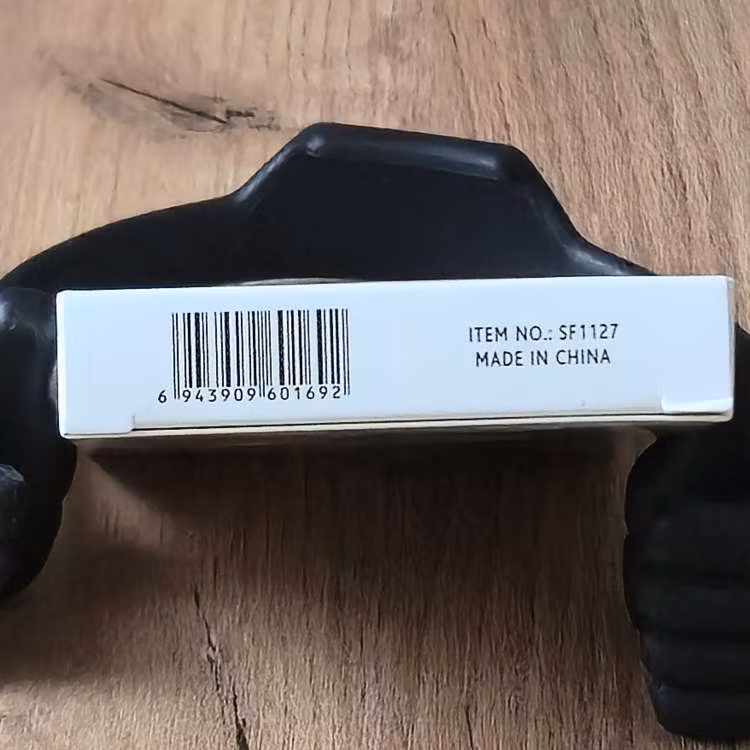 6 943909 601692
ITEM NO.: SF1127
MADE IN CHINA